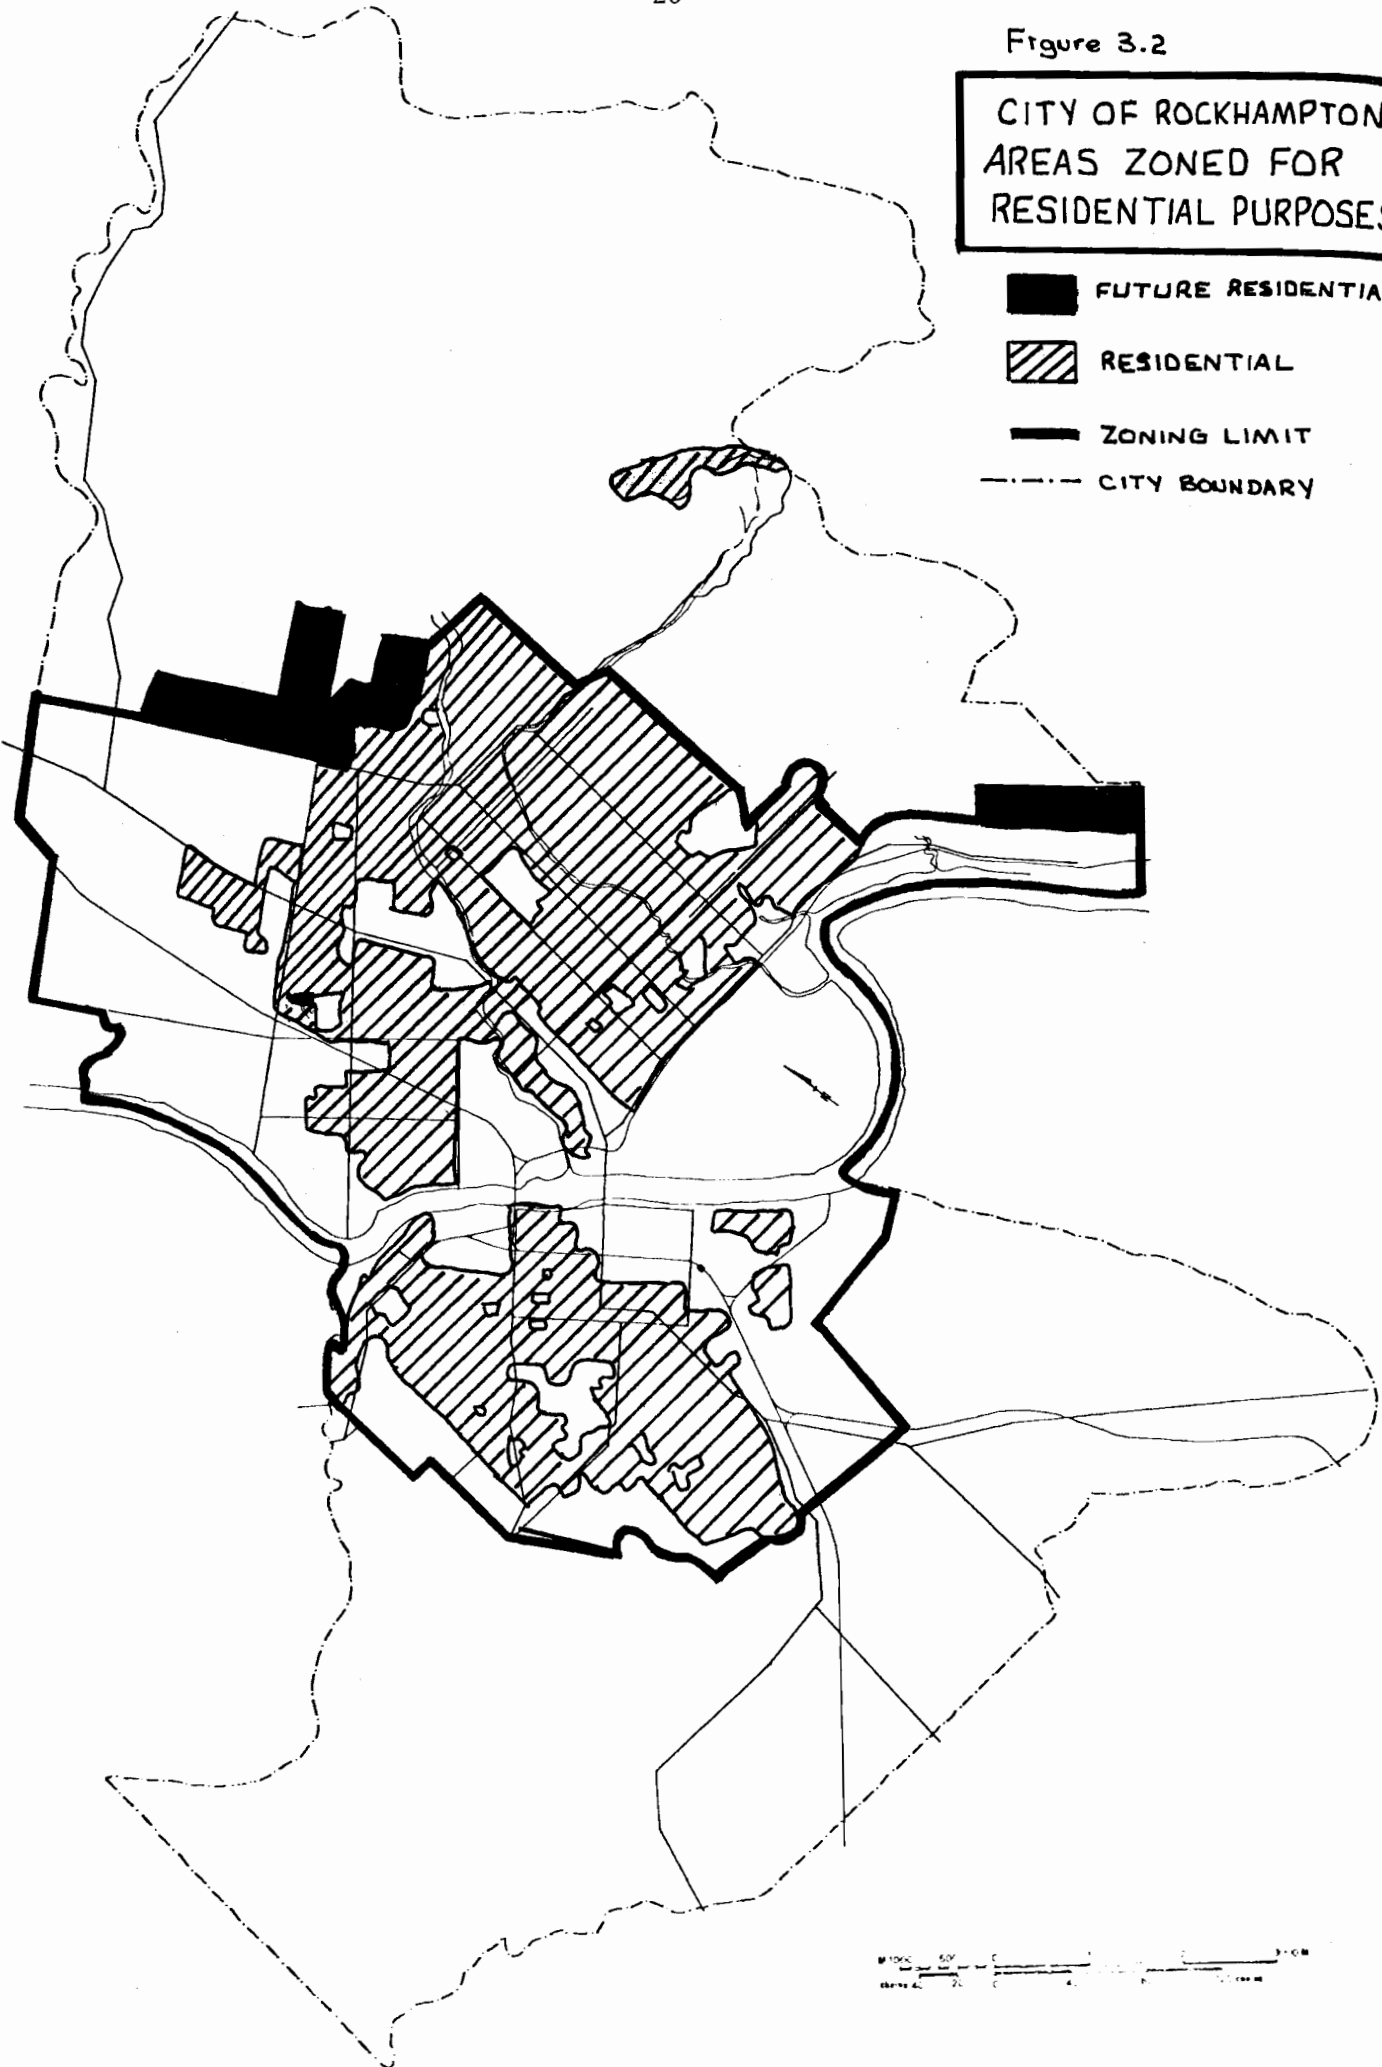 Figure 3.2
CITY OF ROCKHAMPTON
AREAS ZONED FOR
RESIDENTIAL PURPOSES
FUTURE RESIDENTIA
RESIDENTIAL
ZONING LIMIT
CITY BOUNDARY